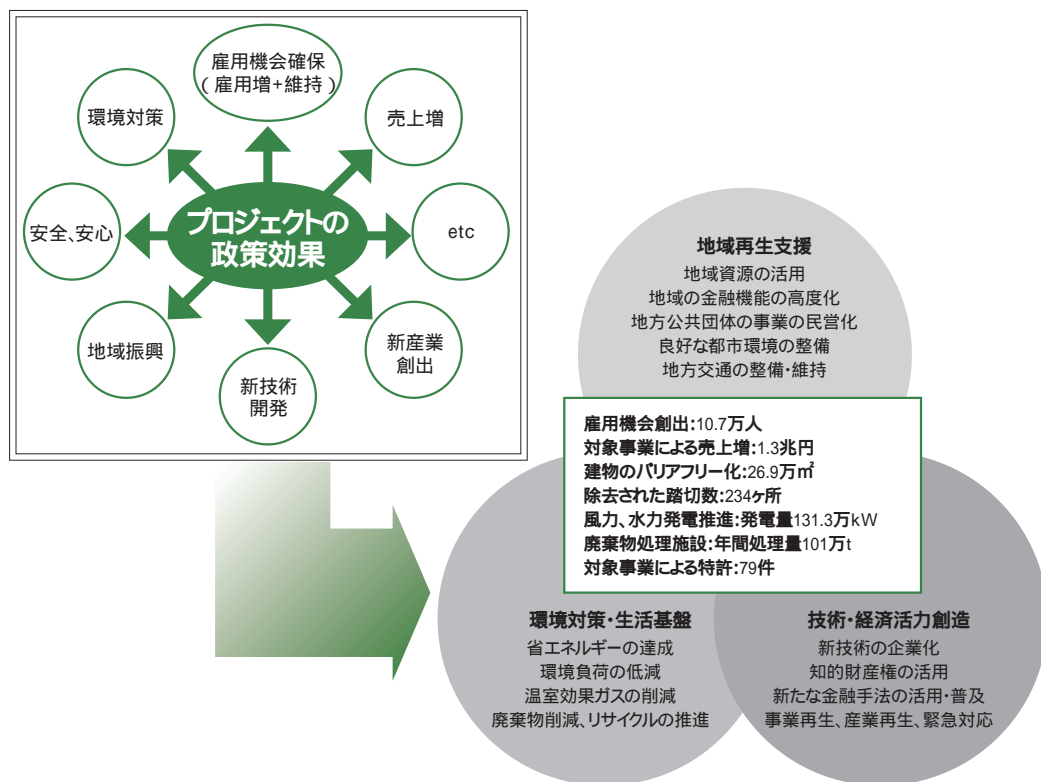 雇用機会確保
(雇用増+維持)
環境対策
売上増
安全、安心
プロジェクトの
政策効果
etc
地域振興
新技術
開発
新産業
創出
地域再生支援
地域資源の活用
地域の金融機能の高度化
地方公共団体の事業の民営化
良好な都市環境の整備
地方交通の整備・維持
雇用機会創出:10.7万人
対象事業による売上増:1.3兆円
建物のバリアフリー化:26.9万㎡
除去された踏切数:234ヶ所
風力、水力発電推進:発電量131.3万kW
廃棄物処理施設:年間処理量101万t
対象事業による特許:79件
環境対策・生活基盤
省エネルギーの達成
環境負荷の低減
温室効果ガスの削減
廃棄物削減、リサイクルの推進
技術・経済活力創造
新技術の企業化
知的財産権の活用
新たな金融手法の活用・普及
事業再生、産業再生、緊急対応